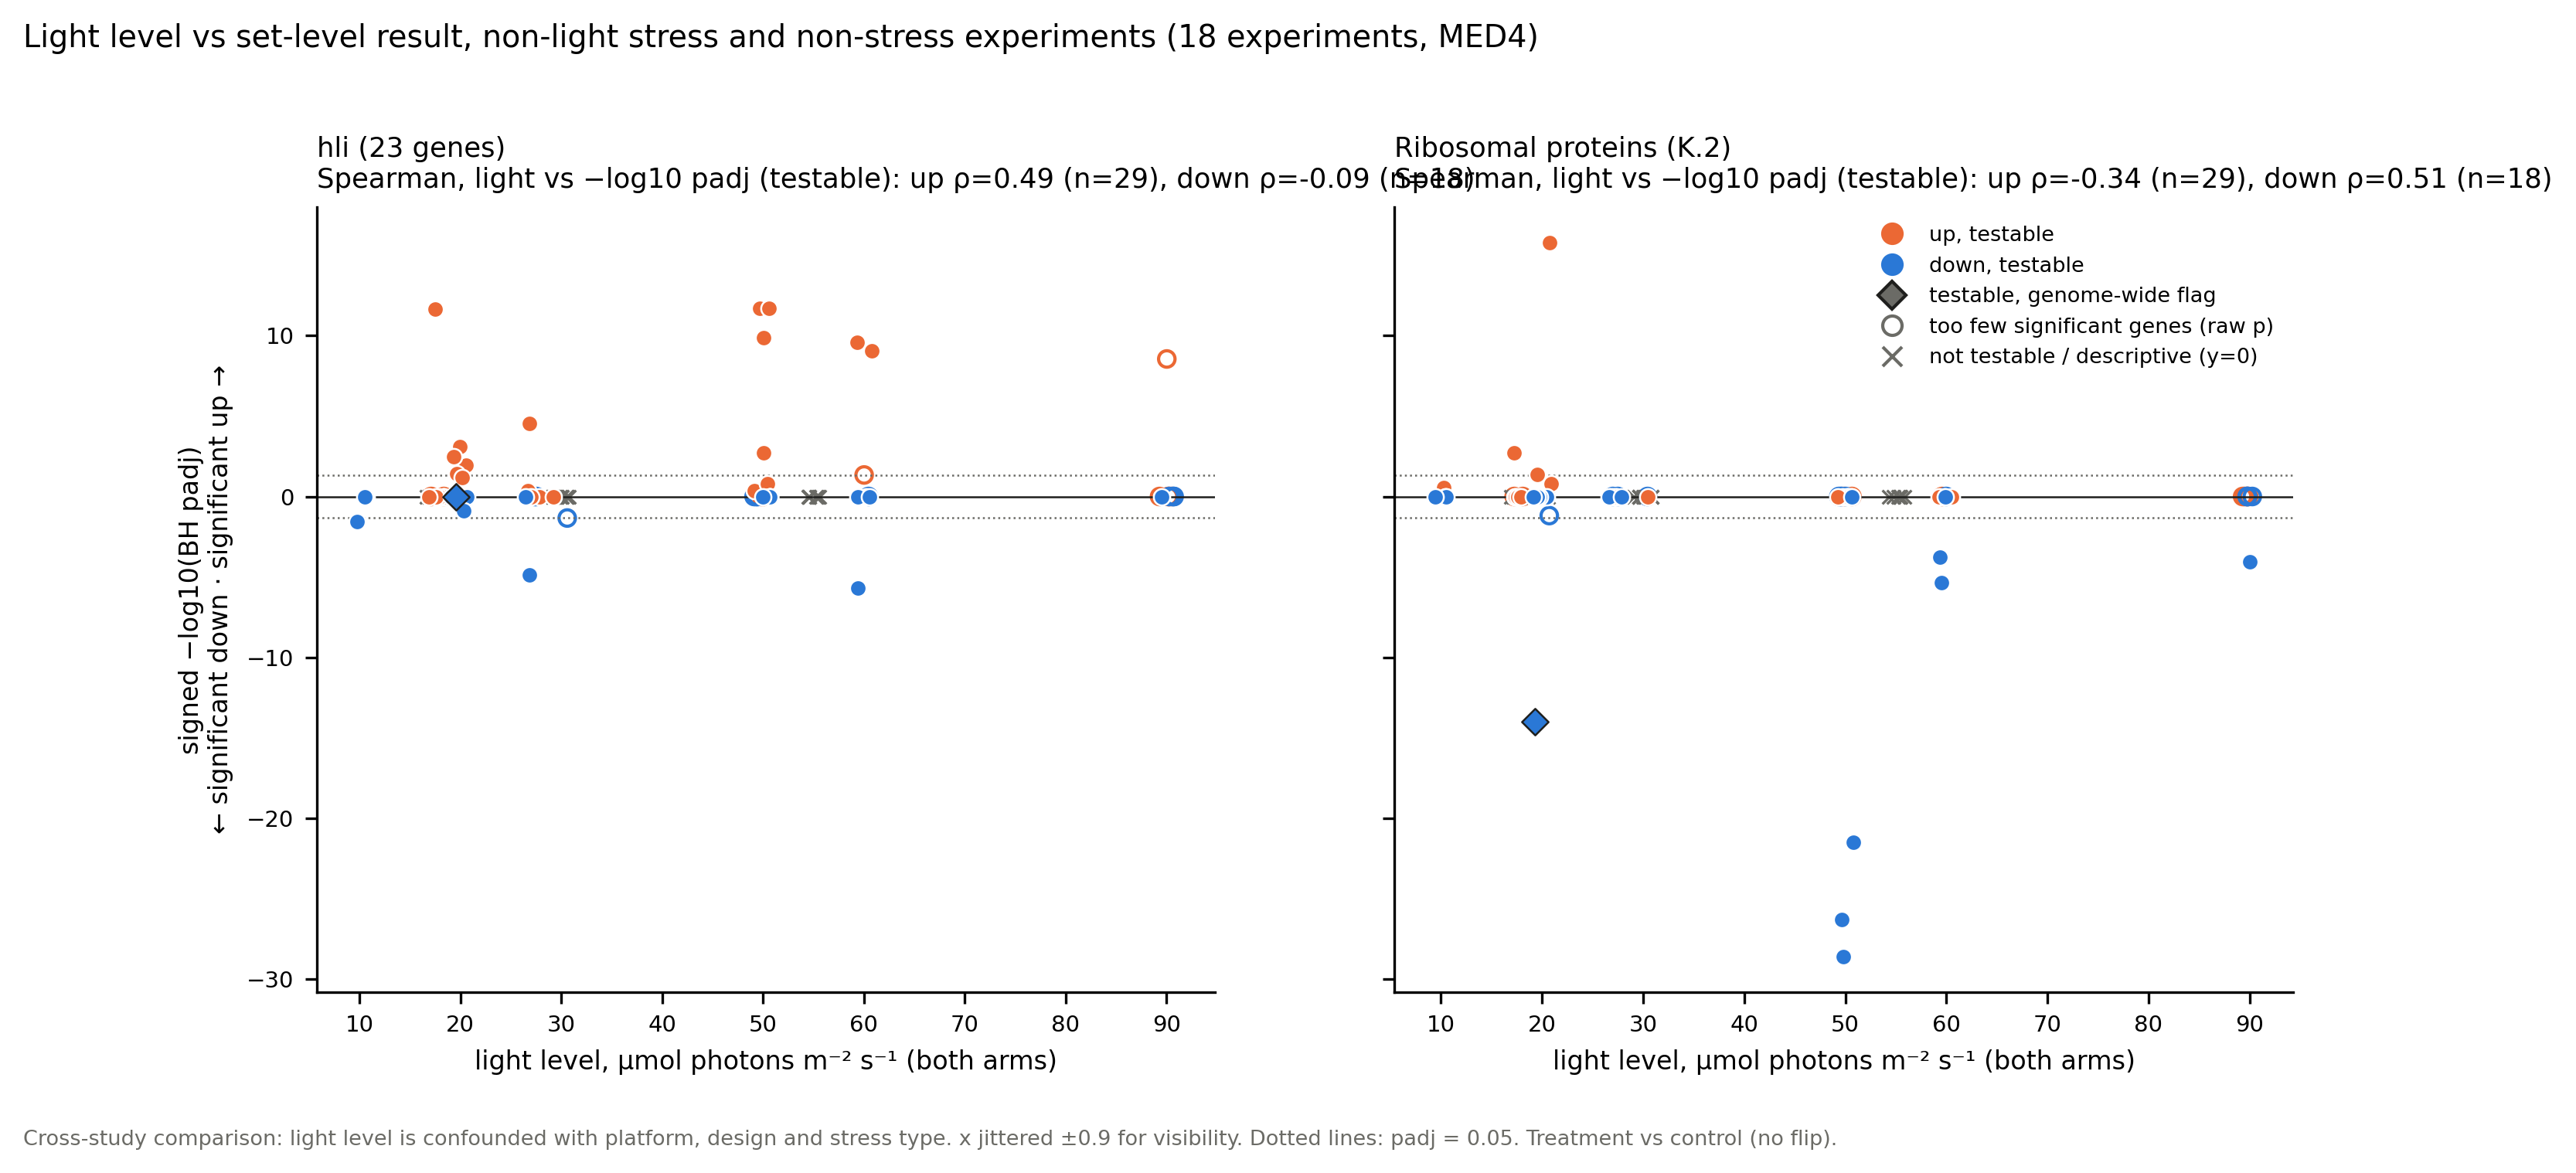 Light level vs set-level result, non-light stress and non-stress experiments (18 experiments, MED4)
hli (23 genes)
Spearman, light vs −log10 padj (testable): up ρ=0.49 (n=29), down ρ=-0.09 (n=18)
Ribosomal proteins (K.2)
Spearman, light vs −log10 padj (testable): up ρ=-0.34 (n=29), down ρ=0.51 (n=18)
signed −log10(BH padj)
← significant down · significant up →
10
0
−10
−20
−30
10 20 30 40 50 60 70 80 90
light level, µmol photons m⁻² s⁻¹ (both arms)
up, testable
down, testable
testable, genome-wide flag
too few significant genes (raw p)
not testable / descriptive (y=0)
10 20 30 40 50 60 70 80 90
light level, µmol photons m⁻² s⁻¹ (both arms)
Cross-study comparison: light level is confounded with platform, design and stress type. x jittered ±0.9 for visibility. Dotted lines: padj = 0.05. Treatment vs control (no flip).